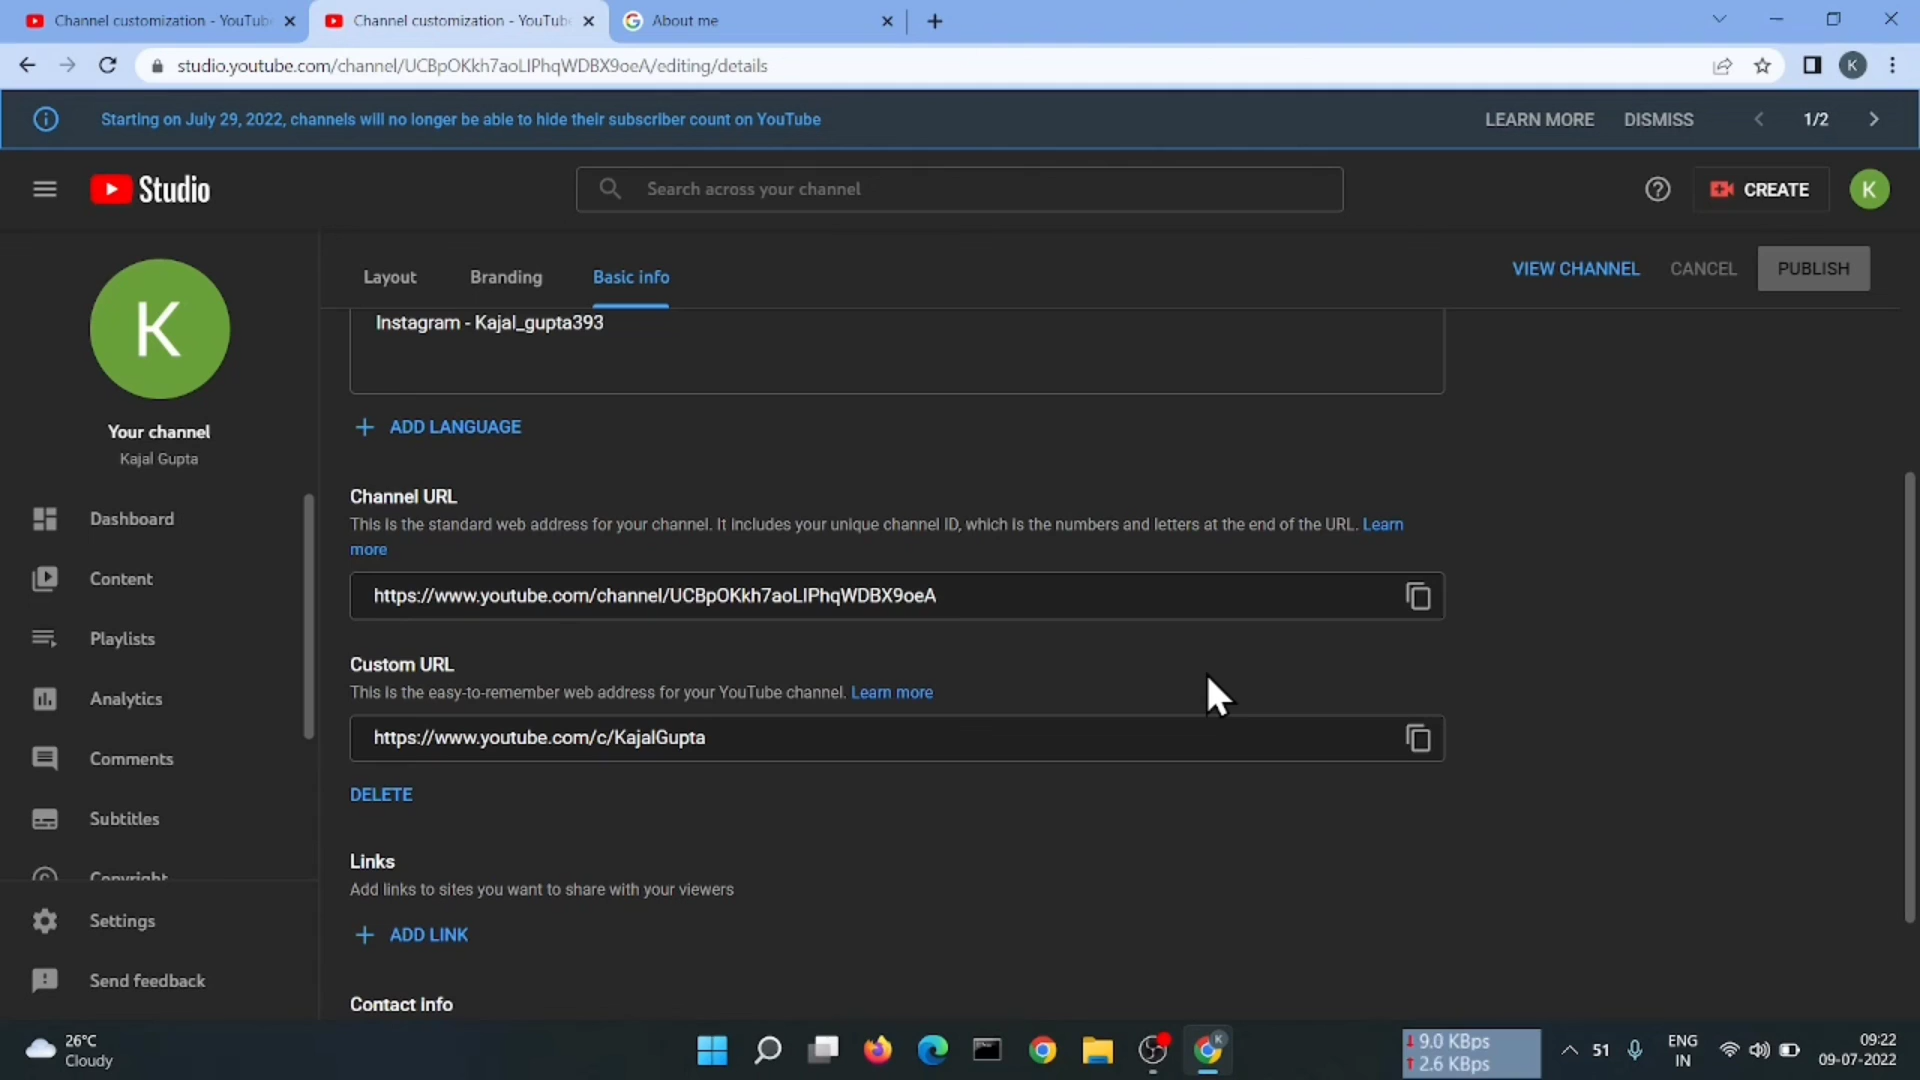 Channel customization - YouTub
Channel customization - YouTub
About me
studio.youtube.com/channel/UCBpOKkh7aoLIPhqWDBX9oeA/editing/details
K
Starting on July 29, 2022, channels will no longer be able to hide their subscriber count on YouTube
LEARN MORE
DISMISS
1/2
Studio
Search across your channel
CREATE
K
Layout
Branding
Basic info
VIEW CHANNEL
CANCEL
PUBLISH
K
Your channel
Kajal Gupta
Dashboard
Content
Playlists
Analytics
Comments
Subtitles
Copyright
Settings
Send feedback
Instagram - Kajal_gupta393
ADD LANGUAGE
Channel URL
This is the standard web address for your channel. It includes your unique channel ID, which is the numbers and letters at the end of the URL. Learn
more
https://www.youtube.com/channel/UCBpOKkh7aoLIPhqWDBX9oeA
Custom URL
This is the easy-to-remember web address for your YouTube channel. Learn more
https://www.youtube.com/c/KajalGupta
DELETE
Links
Add links to sites you want to share with your viewers
ADD LINK
Contact info
26°C
Cloudy
K
9.0 KBps
2.6 KBps
51
ENG
IN
09:22
09-07-2022